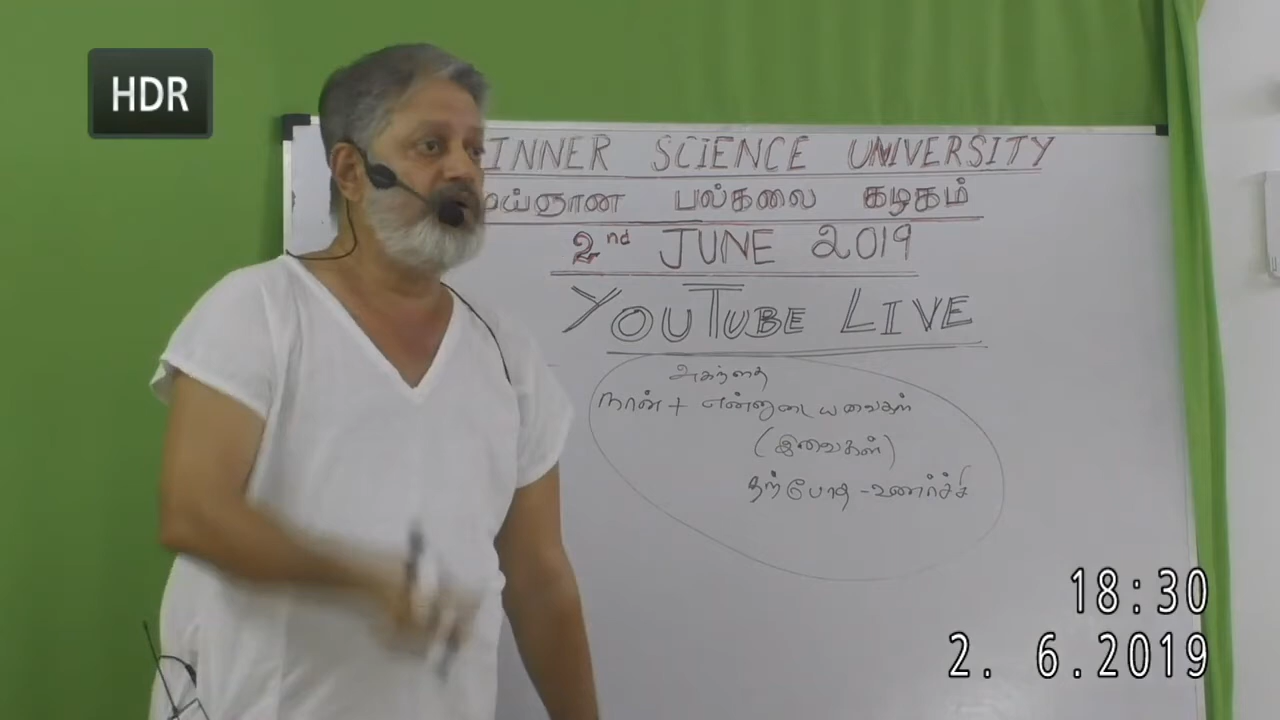 HDR
INNER SCIENCE UNIVERSITY
மெய்ஞான பல்கலை கழகம்
2nd JUNE 2019
YOUTUBE LIVE
அகந்தை
நான் + என்னுடையவைகள்
(இவைகள்)
தற்போத - உணர்ச்சி
18:30
2. 6.2019